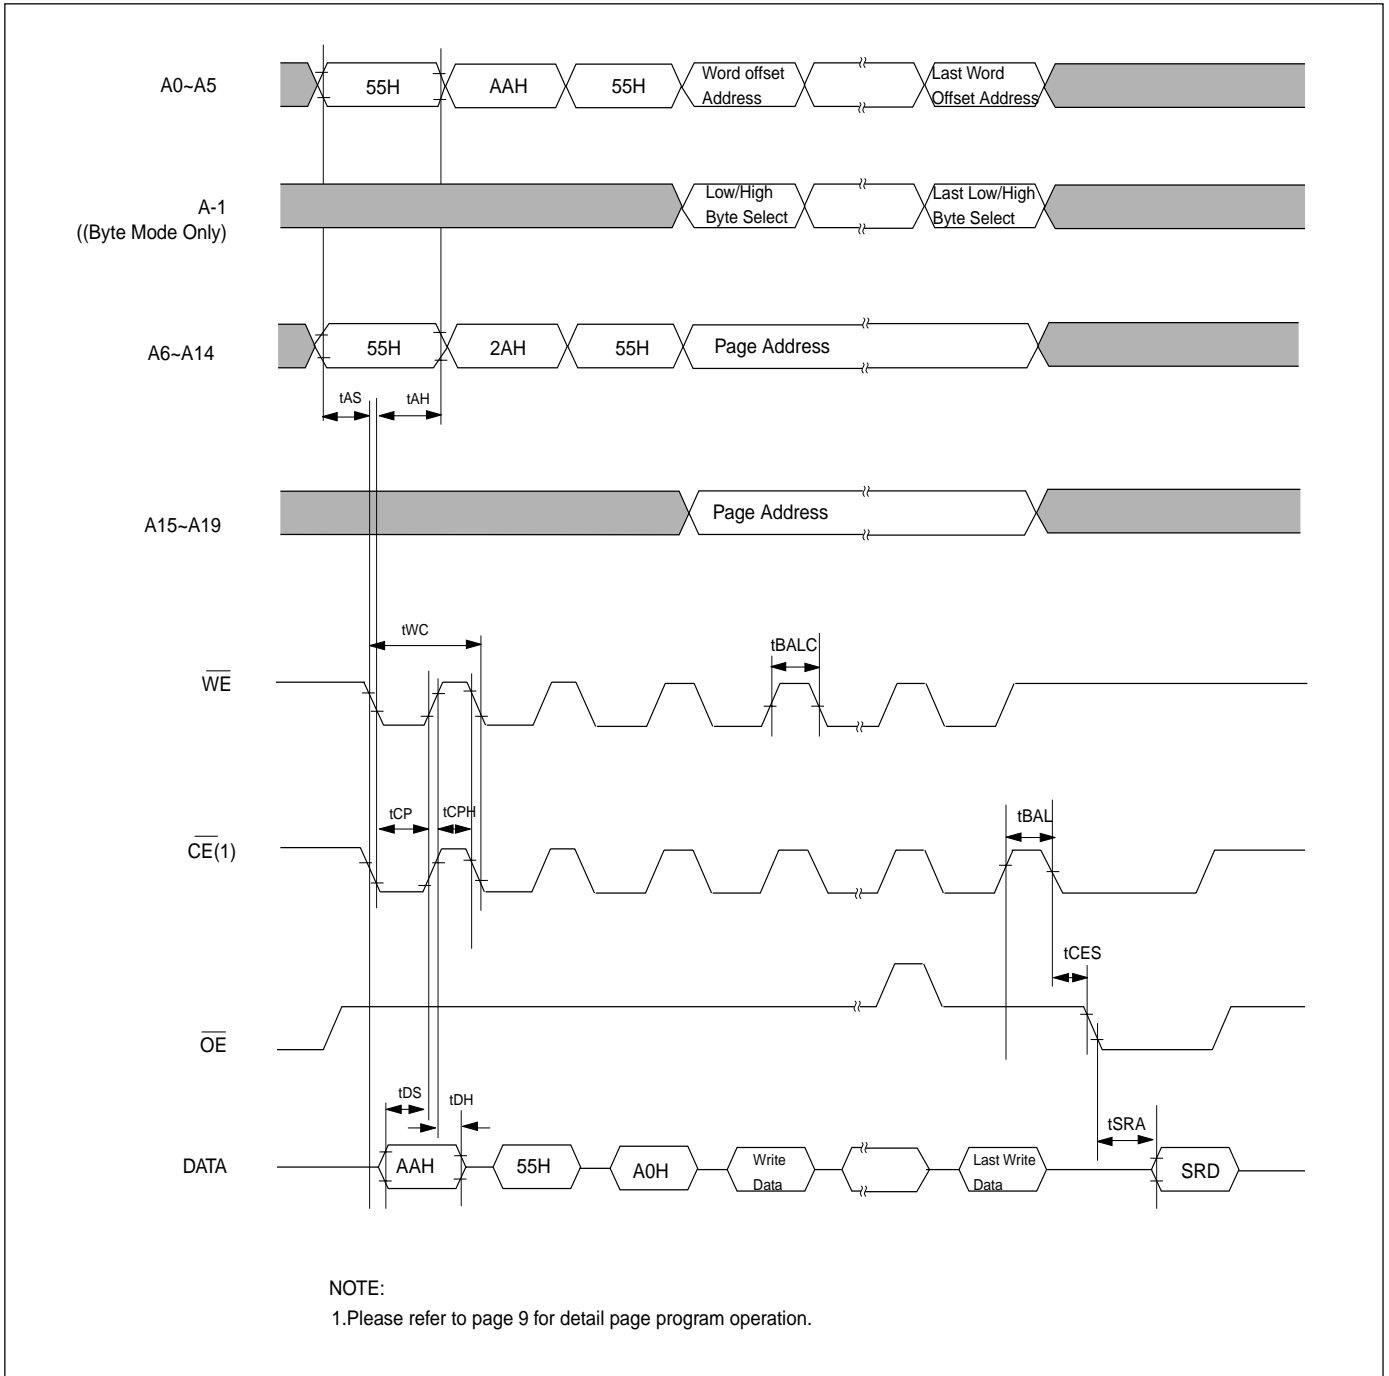 A0~A5
55H
AAH
55H
Word offset
Address
Last Word
Offset Address
A-1
((Byte Mode Only)
Low/High
Byte Select
Last Low/High
Byte Select
A6~A14
55H
2AH
55H
Page Address
tAS
tAH
A15~A19
Page Address
WE
tWC
tBALC
CE(1)
tCP
tCPH
tBAL
tCES
OE
tDS
tDH
tSRA
DATA
AAH
55H
A0H
Write
Data
Last Write
Data
SRD
NOTE:
1.Please refer to page 9 for detail page program operation.